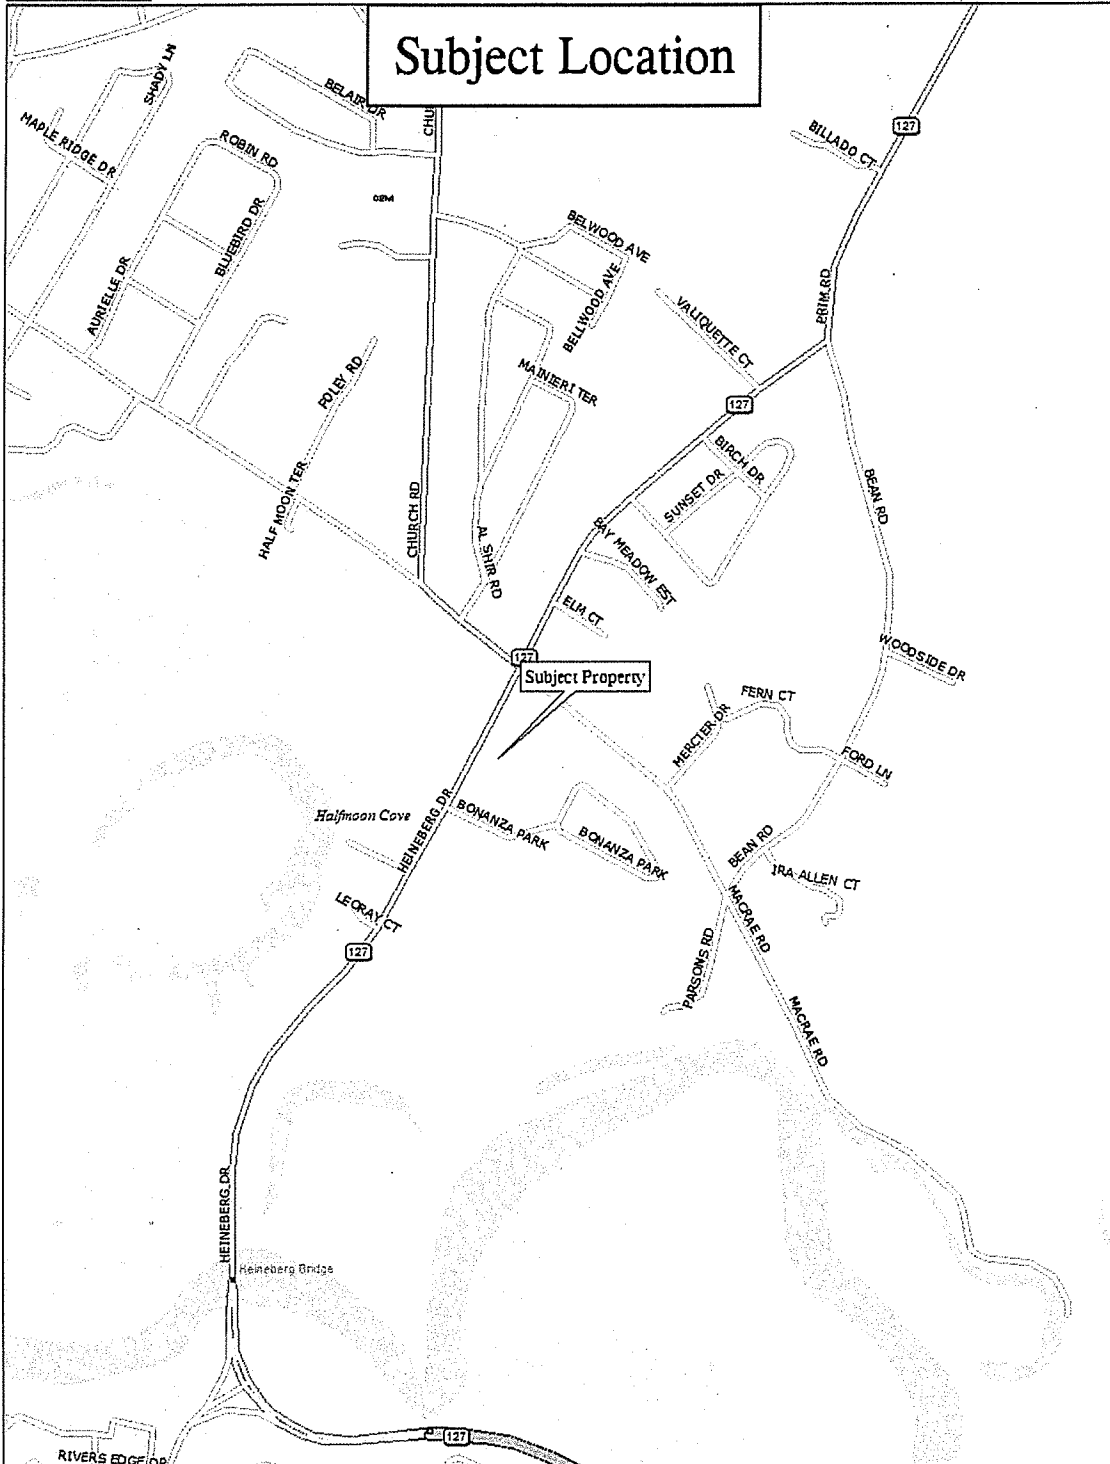 Subject Location
SHADY LN
BELAIR DR
CHU
127
BILLADO CT
MAPLE RIDGE DR
ROBIN RD
CEM
BLUEBIRD DR
BELWOOD AVE
AURIELLE DR
BELLWOOD AVE
PRIM RD
VALIQUETTE CT
FOLEY RD
MAINIERI TER
127
BIRCH DR
SUNSET DR
BEAN RD
HALF MOON TER
CHURCH RD
AL SHIR RD
BAY MEADOW EST
ELM CT
127
WOODSIDE DR
Subject Property
FERN CT
MERCIER DR
FORD LN
Halfmoon Cove
HEINEBERG DR
BONANZA PARK
BONANZA PARK
BEAN RD
IRA ALLEN CT
LECRAY CT
MACRAE RD
127
PARSONS RD
MACRAE RD
HEINEBERG DR
Heineberg Bridge
127
RIVERS EDGE DR